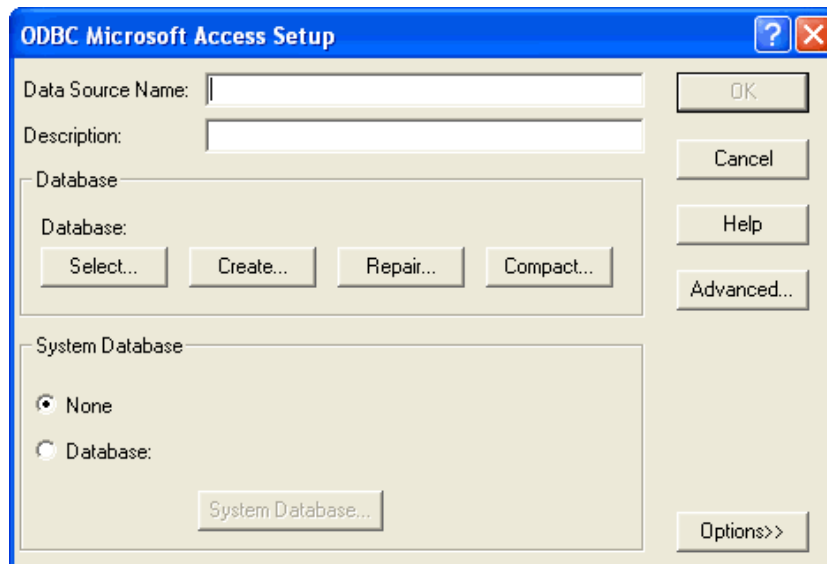 ODBC Microsoft Access Setup
Data Source Name:
OK
Description:
Cancel
Database
Database:
Help
Select...
Create...
Repair...
Compact...
Advanced...
System Database
None
Database:
System Database...
Options>>